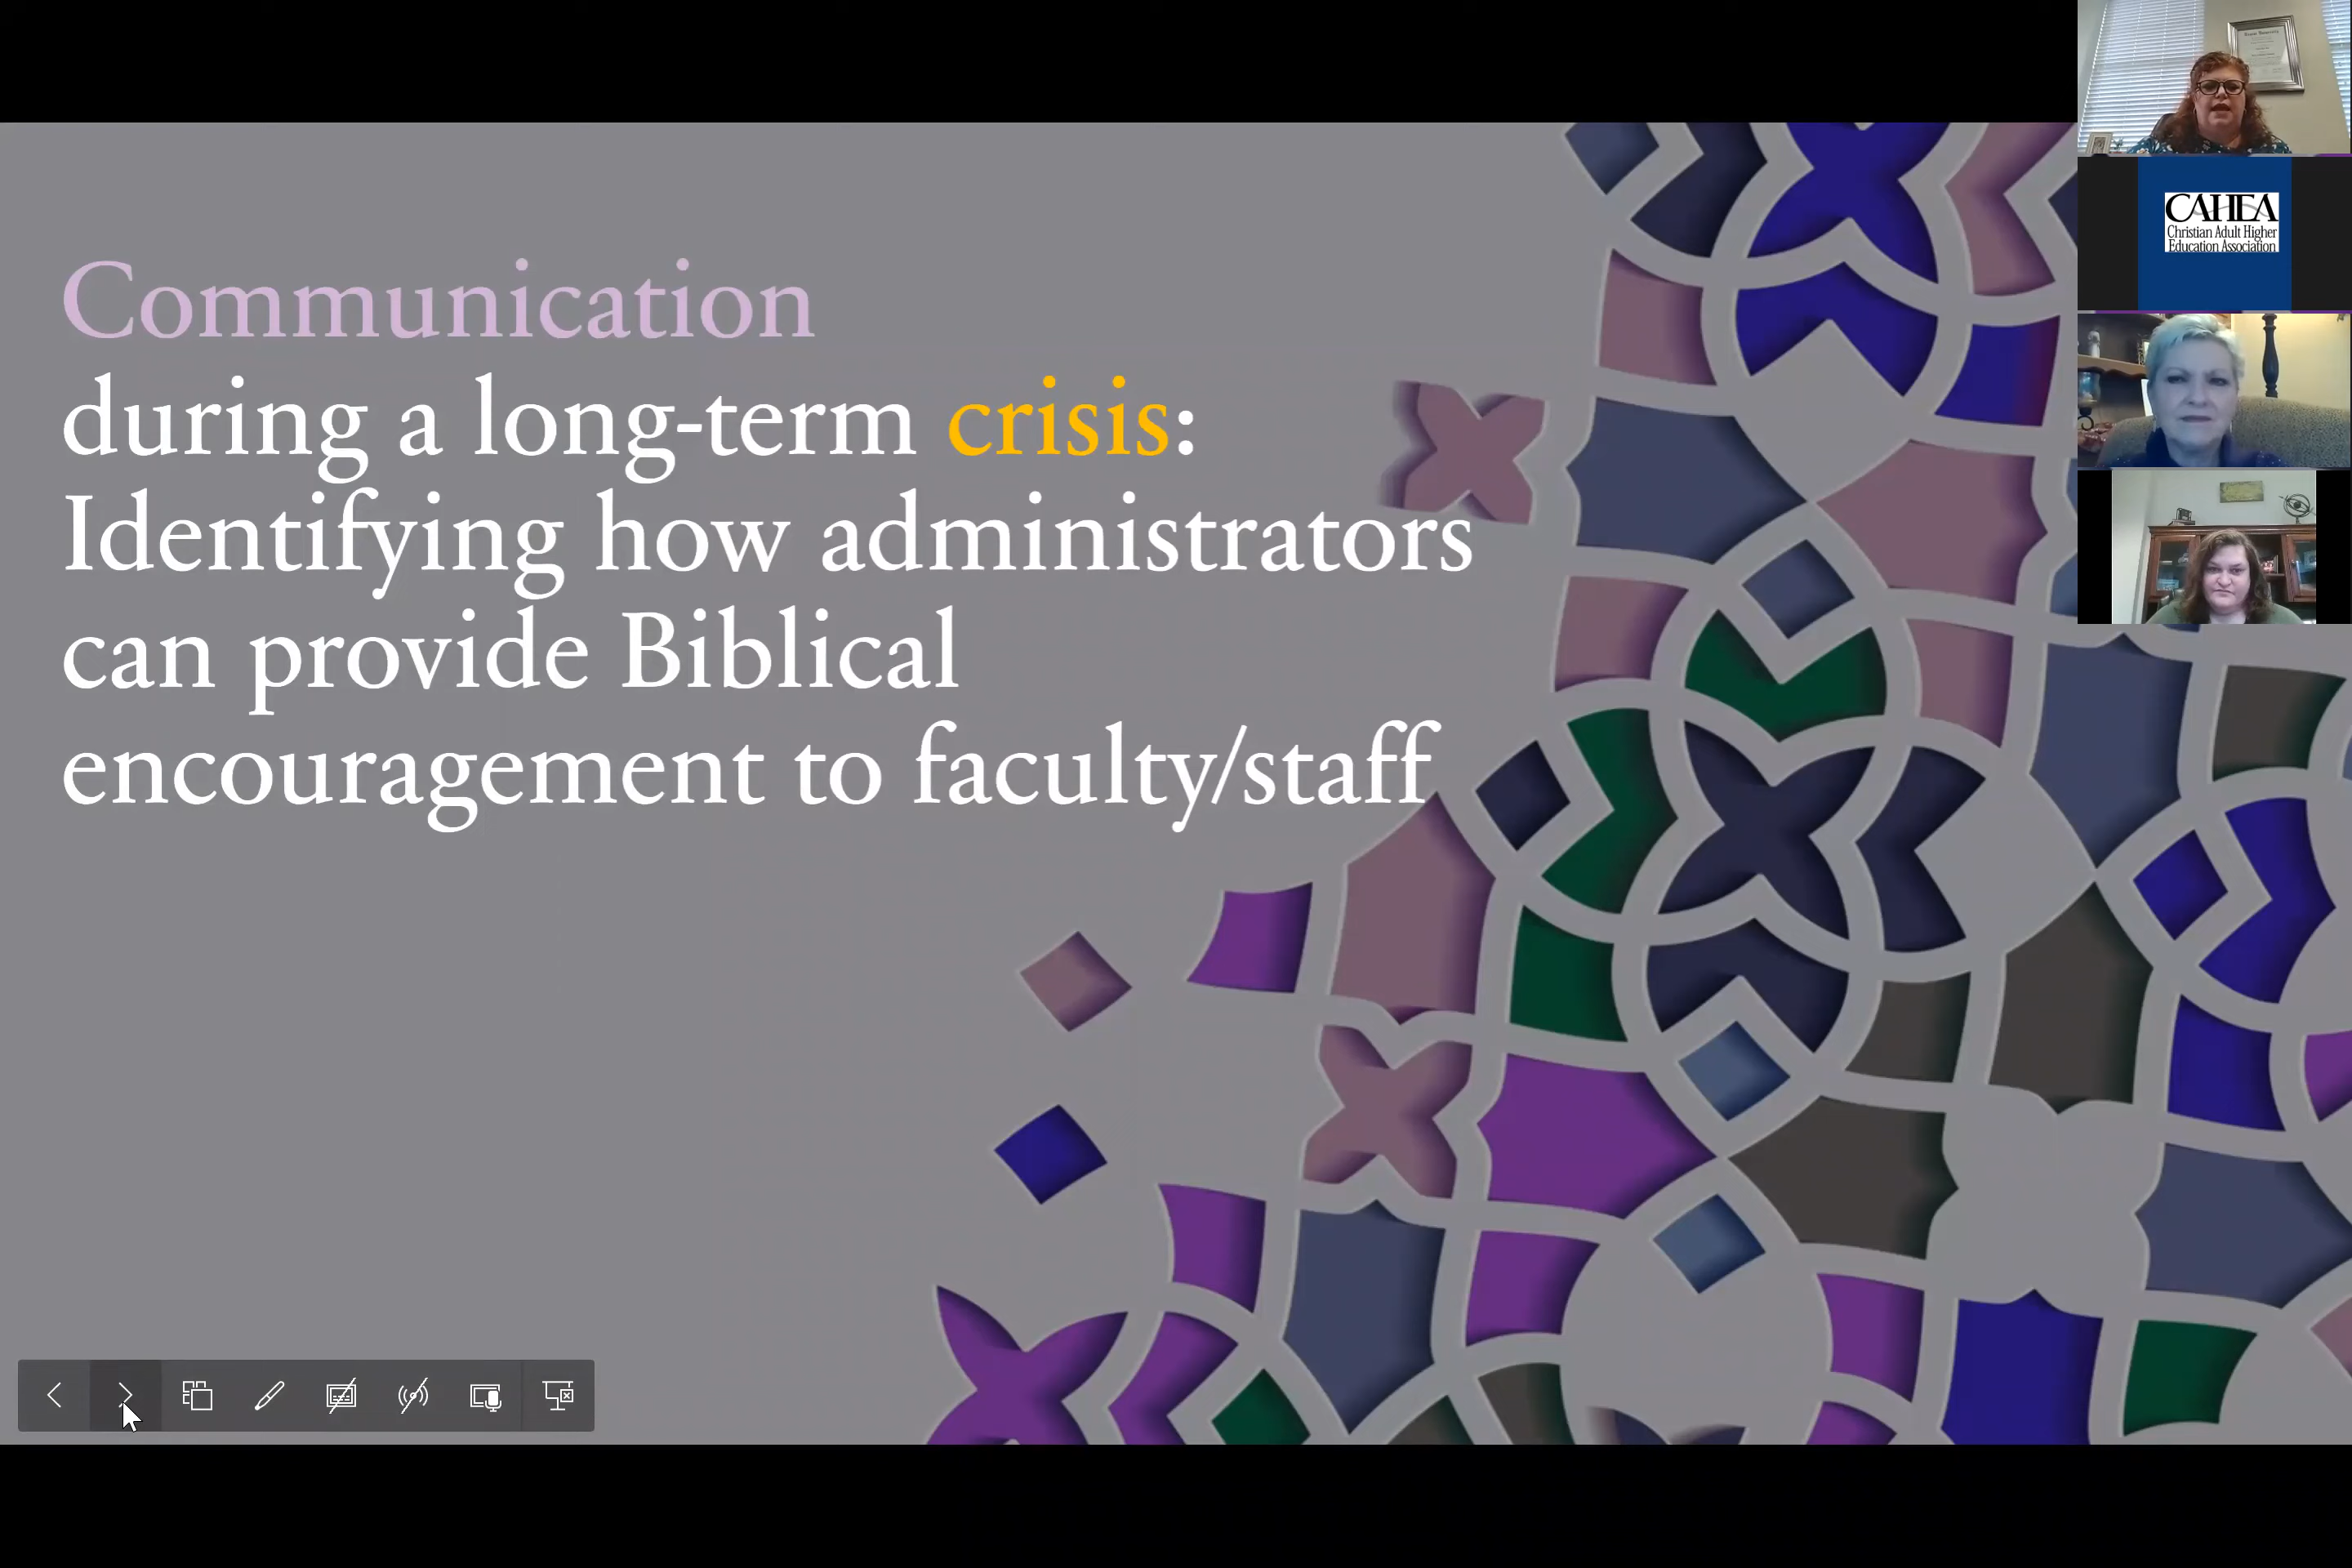 Communication
during a long-term crisis:
Identifying how administrators
can provide Biblical
encouragement to faculty/staff
CAHEA
Christian Adult Higher
Education Association